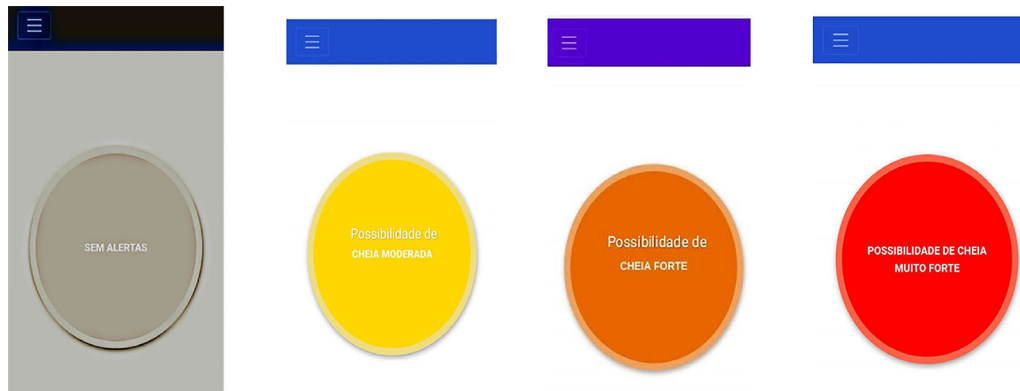 SEM ALERTAS
Possibilidade de
CHEIA MODERADA
Possibilidade de
CHEIA FORTE
POSSIBILIDADE DE CHEIA
MUITO FORTE